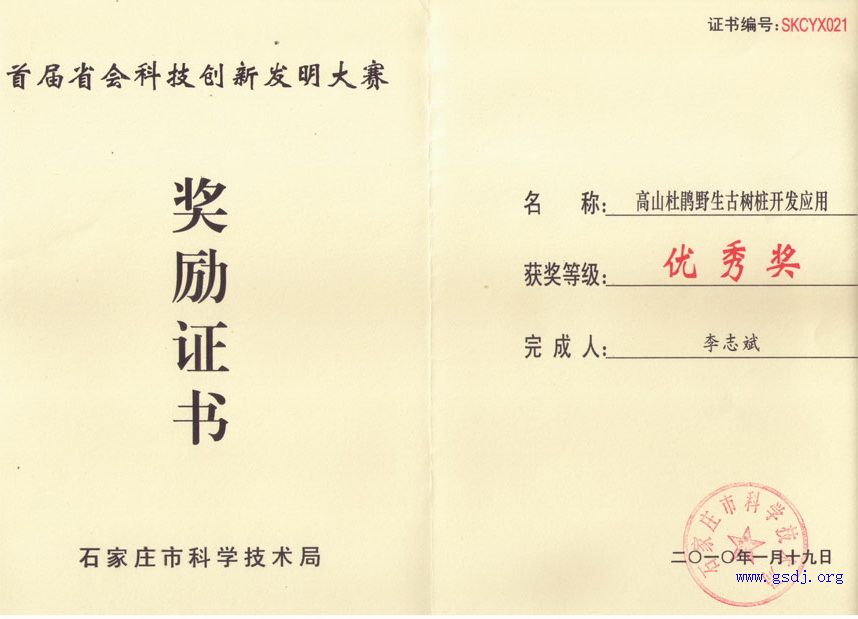 首届省会科技创新发明大赛
奖励证书
石家庄市科学技术局
证书编号:SKCYX021
名 称:高山杜鹃野生古树桩开发应用
获奖等级:优秀奖
完成人:李志斌
石家庄市科学技术局
二〇一〇年一月十九日
www.gsdj.org